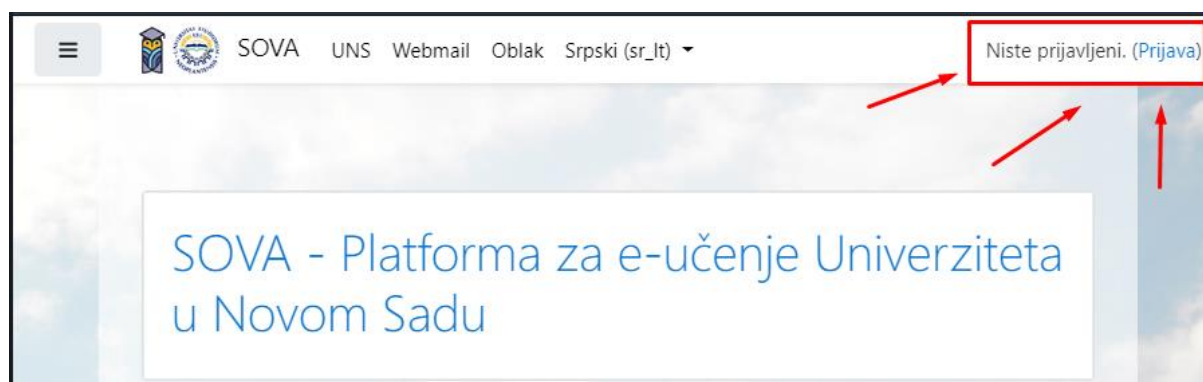 SOVA UNS Webmail Oblak Srpski (sr_lt) Niste prijavljeni. (Prijava)
SOVA - Platforma za e-učenje Univerziteta
u Novom Sadu